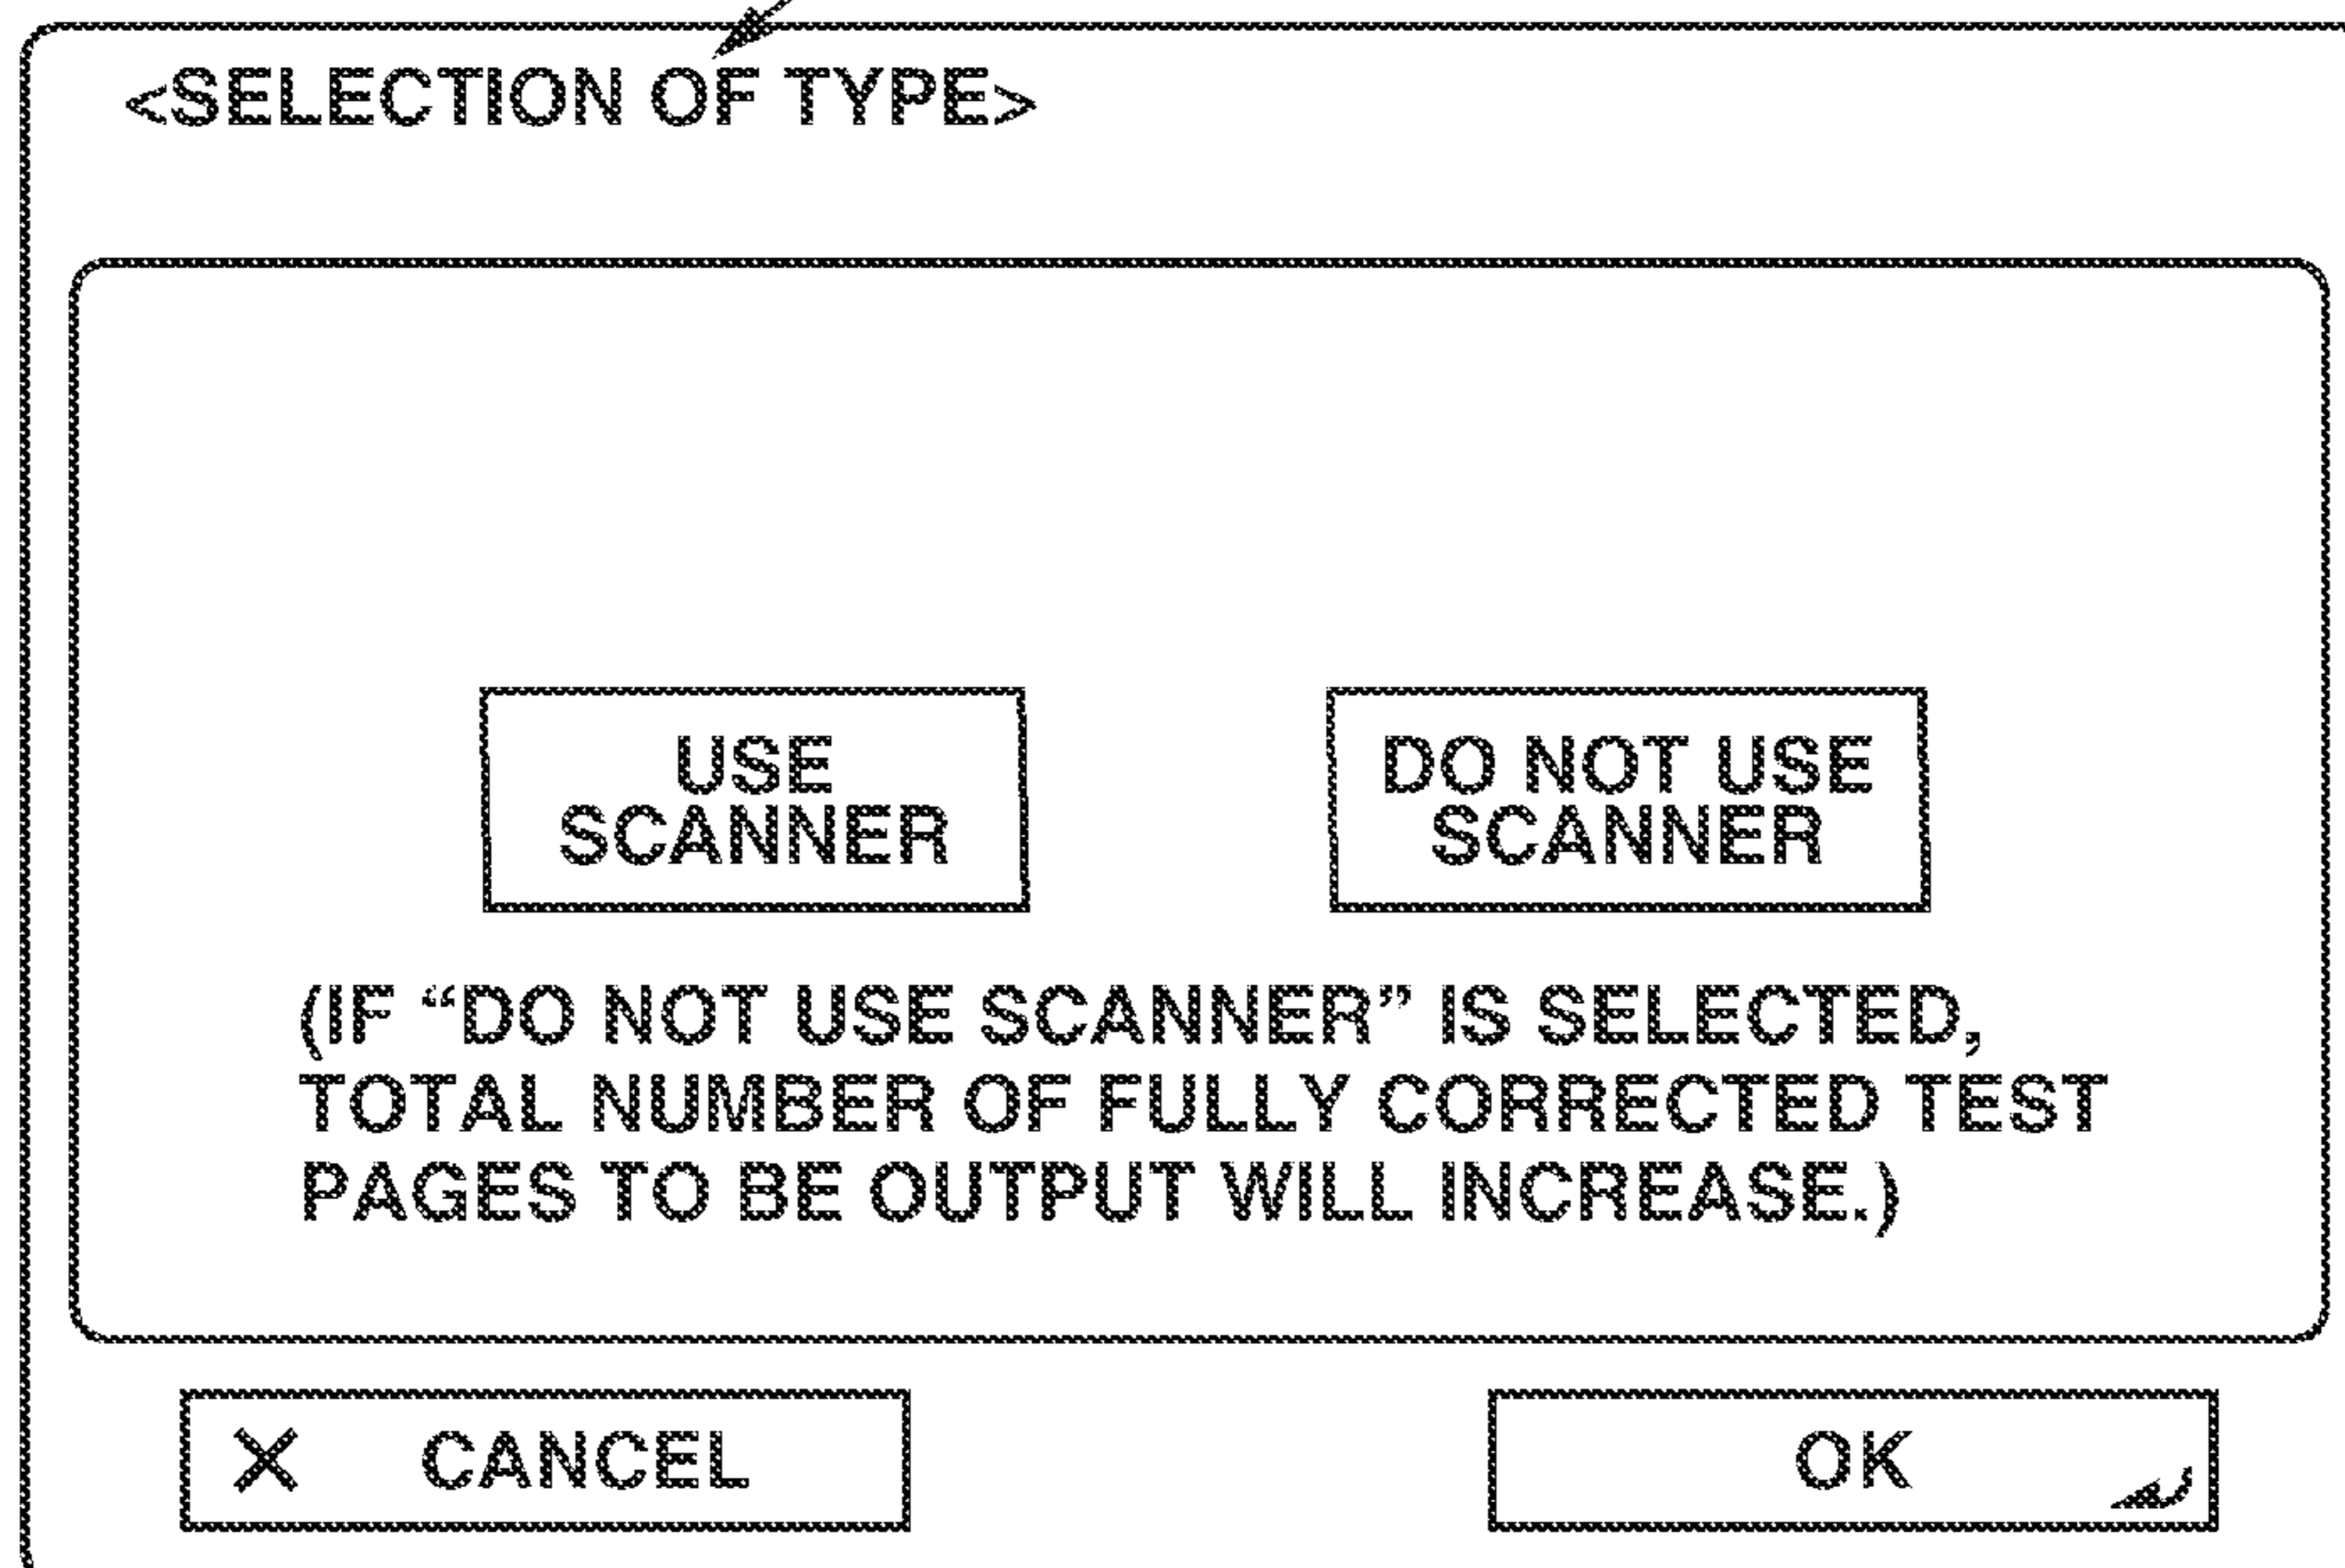 <SELECTION OF TYPE>
USE
SCANNER
DO NOT USE
SCANNER
(IF “DO NOT USE SCANNER” IS SELECTED,
TOTAL NUMBER OF FULLY CORRECTED TEST
PAGES TO BE OUTPUT WILL INCREASE.)
× CANCEL
OK